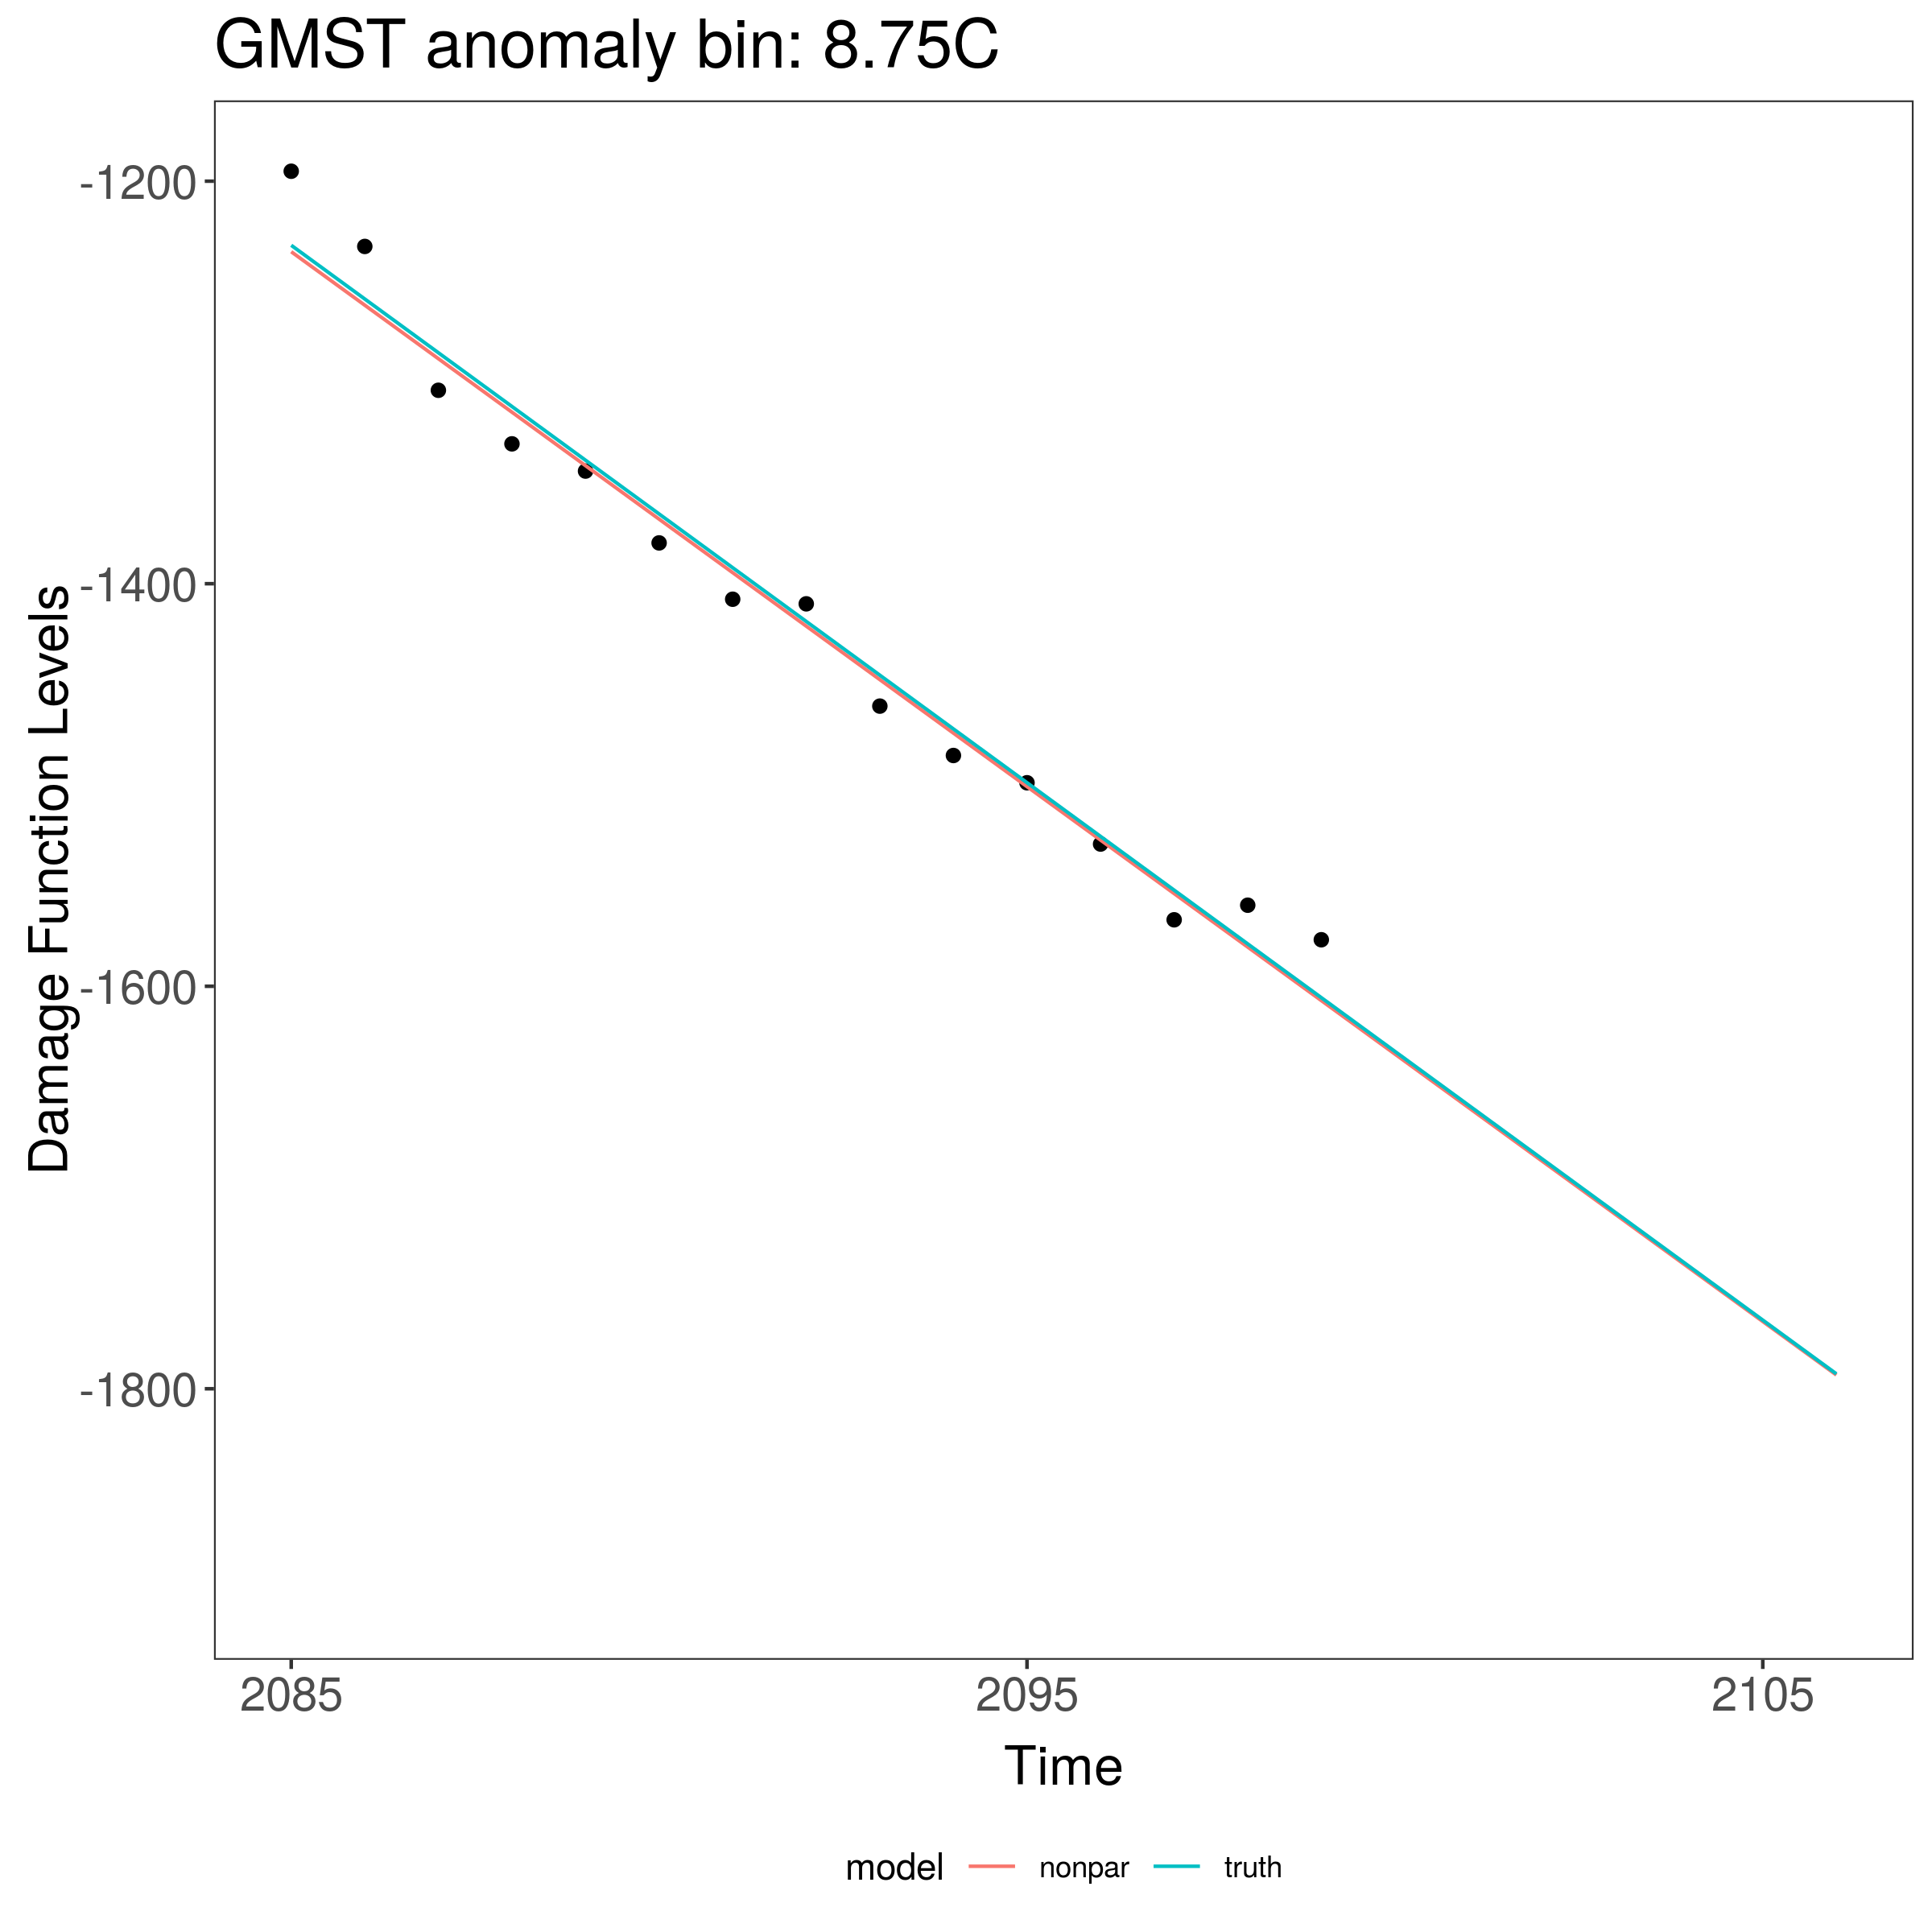 GMST anomaly bin: 8.75C
Damage Function Levels
-1200
-1400
-1600
-1800
2085 2095 2105
Time
model nonpar truth